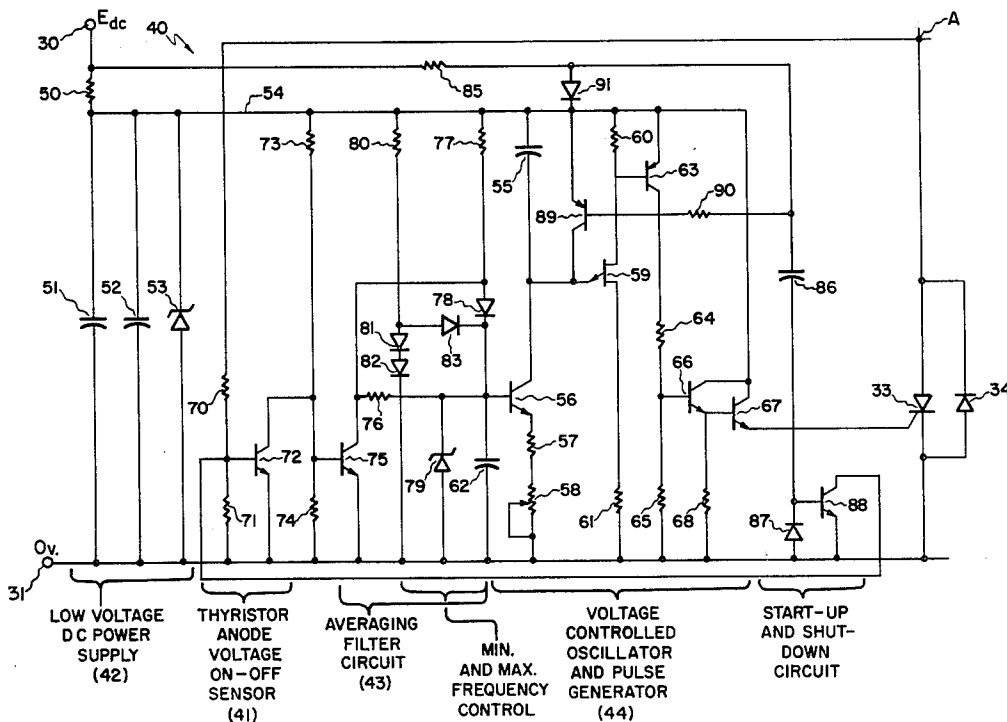 Edc
30
40
A
50
54
85
91
73
80
77
55
60
63
89
90
59
51
52
53
78
86
81
83
82
64
70
66
67
33
34
76
56
72
75
57
79
62
58
71
74
61
65
68
87
88
0v.
31
LOW VOLTAGE
DC POWER
SUPPLY
(42)
THYRISTOR
ANODE
VOLTAGE
ON-OFF
SENSOR
(41)
AVERAGING
FILTER
CIRCUIT
(43)
MIN.
AND MAX.
FREQUENCY
CONTROL
VOLTAGE
CONTROLLED
OSCILLATOR
AND PULSE
GENERATOR
(44)
START-UP
AND SHUT-
DOWN
CIRCUIT